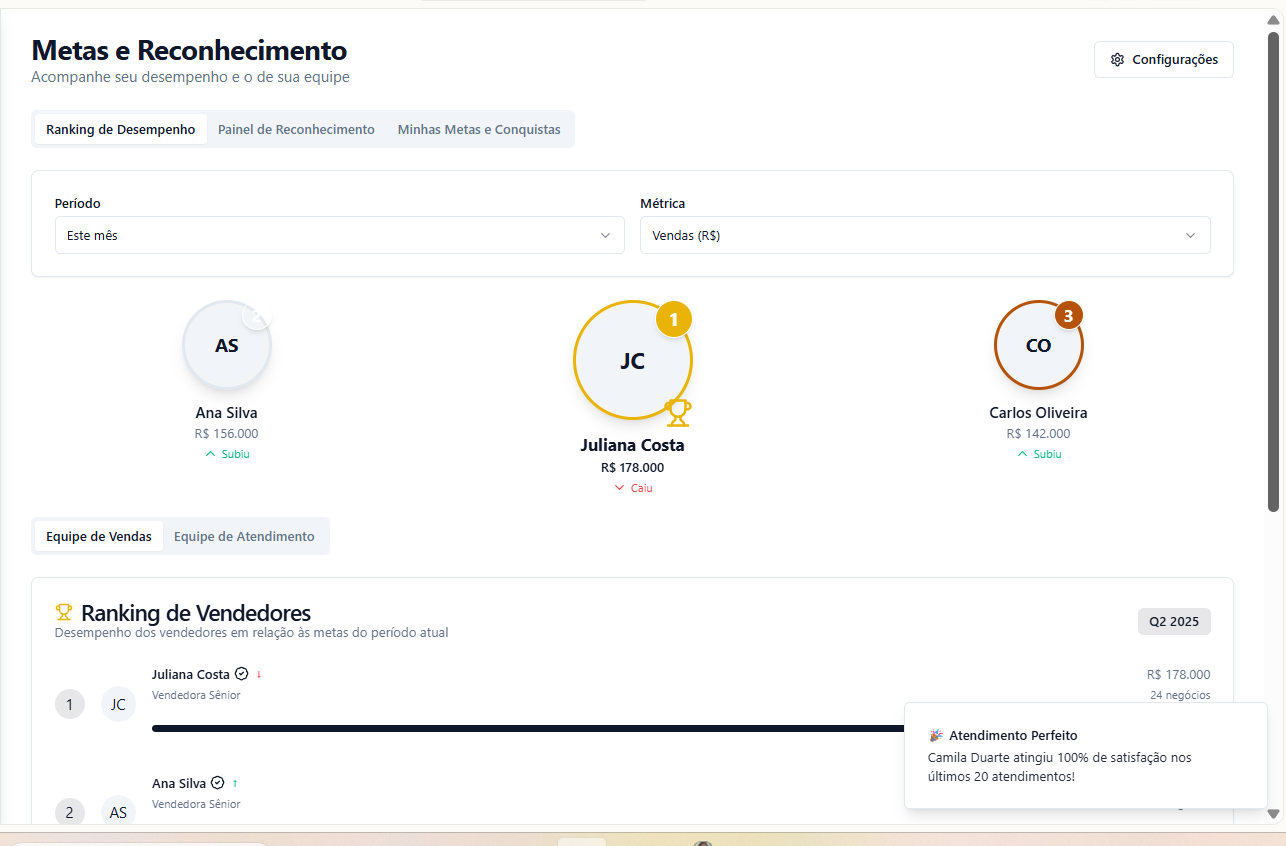 Metas e Reconhecimento
Acompanhe seu desempenho e o de sua equipe
Configurações
Ranking de Desempenho Painel de Reconhecimento Minhas Metas e Conquistas
Período
Métrica
Este mês
Vendas (R$)
2
AS
Ana Silva
R$ 156.000
Subiu
1
JC
Juliana Costa
R$ 178.000
Caiu
3
CO
Carlos Oliveira
R$ 142.000
Subiu
Equipe de Vendas Equipe de Atendimento
Ranking de Vendedores
Desempenho dos vendedores em relação às metas do período atual
Q2 2025
1
JC
Juliana Costa ↓
Vendedora Sênior
R$ 178.000
24 negócios
2
AS
Ana Silva ↑
Vendedora Sênior
🎉 Atendimento Perfeito
Camila Duarte atingiu 100% de satisfação nos
últimos 20 atendimentos!